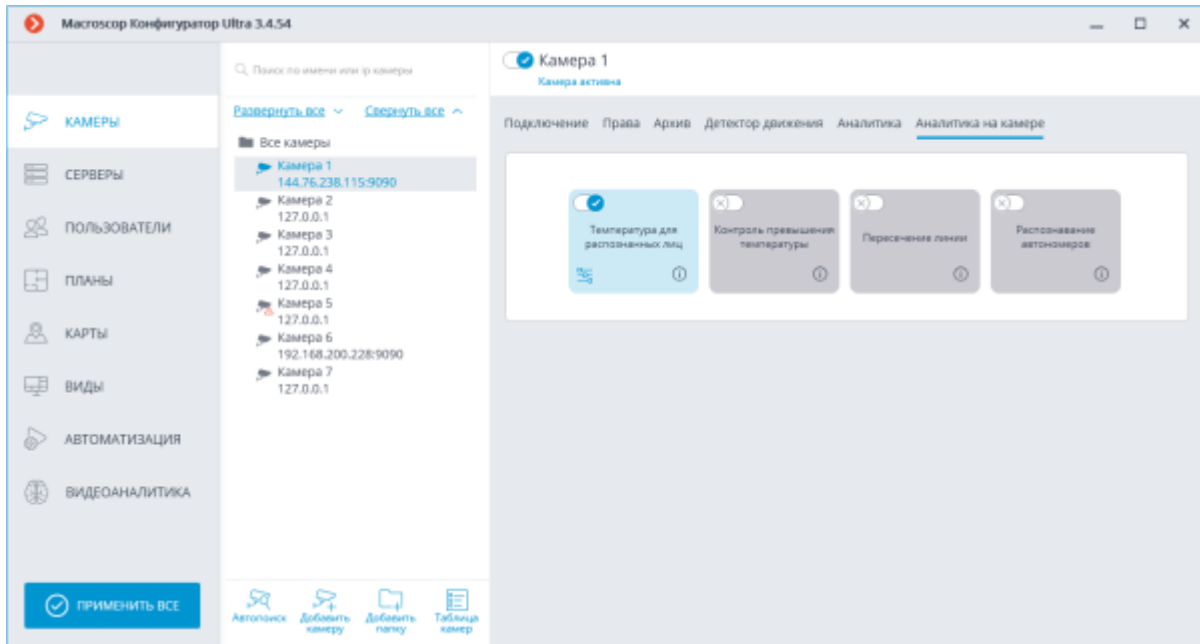 Macroscop Конфигуратор Ultra 3.4.54
Поиск по имени или ip камеры
Развернуть все
Свернуть все
Камера 1
Камера активна
КАМЕРЫ
СЕРВЕРЫ
ПОЛЬЗОВАТЕЛИ
ПЛАНЫ
КАРТЫ
ВИДЫ
АВТОМАТИЗАЦИЯ
ВИДЕОАНАЛИТИКА
ПРИМЕНИТЬ ВСЕ
Все камеры
Камера 1
144.76.238.115:9090
Камера 2
127.0.0.1
Камера 3
127.0.0.1
Камера 4
127.0.0.1
Камера 5
127.0.0.1
Камера 6
192.168.200.228:9090
Камера 7
127.0.0.1
Автопоиск
Добавить
камеру
Добавить
папку
Таблица
камер
Подключение Права Архив Детектор движения Аналитика Аналитика на камере
Температура для
распознанных лиц
Контроль превышения
температуры
Пересечение линии
Распознавание
автономеров